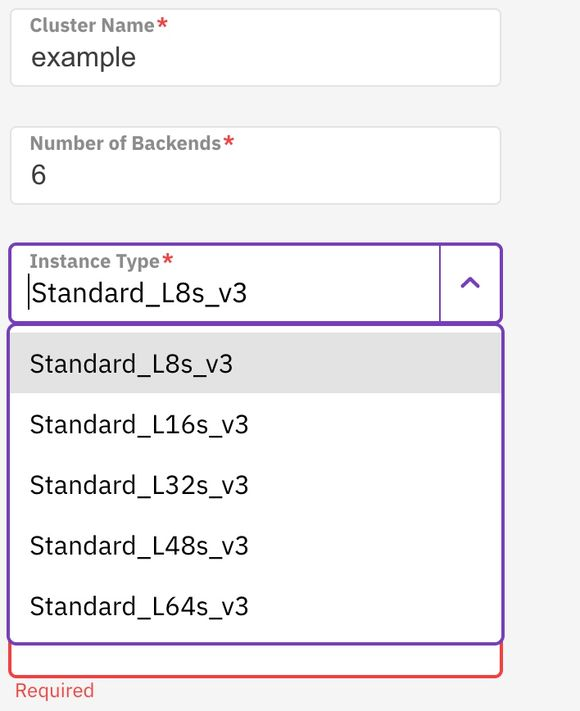 Cluster Name*
example
Number of Backends*
6
Instance Type*
Standard_L8s_v3
Standard_L8s_v3
Standard_L16s_v3
Standard_L32s_v3
Standard_L48s_v3
Standard_L64s_v3
Required